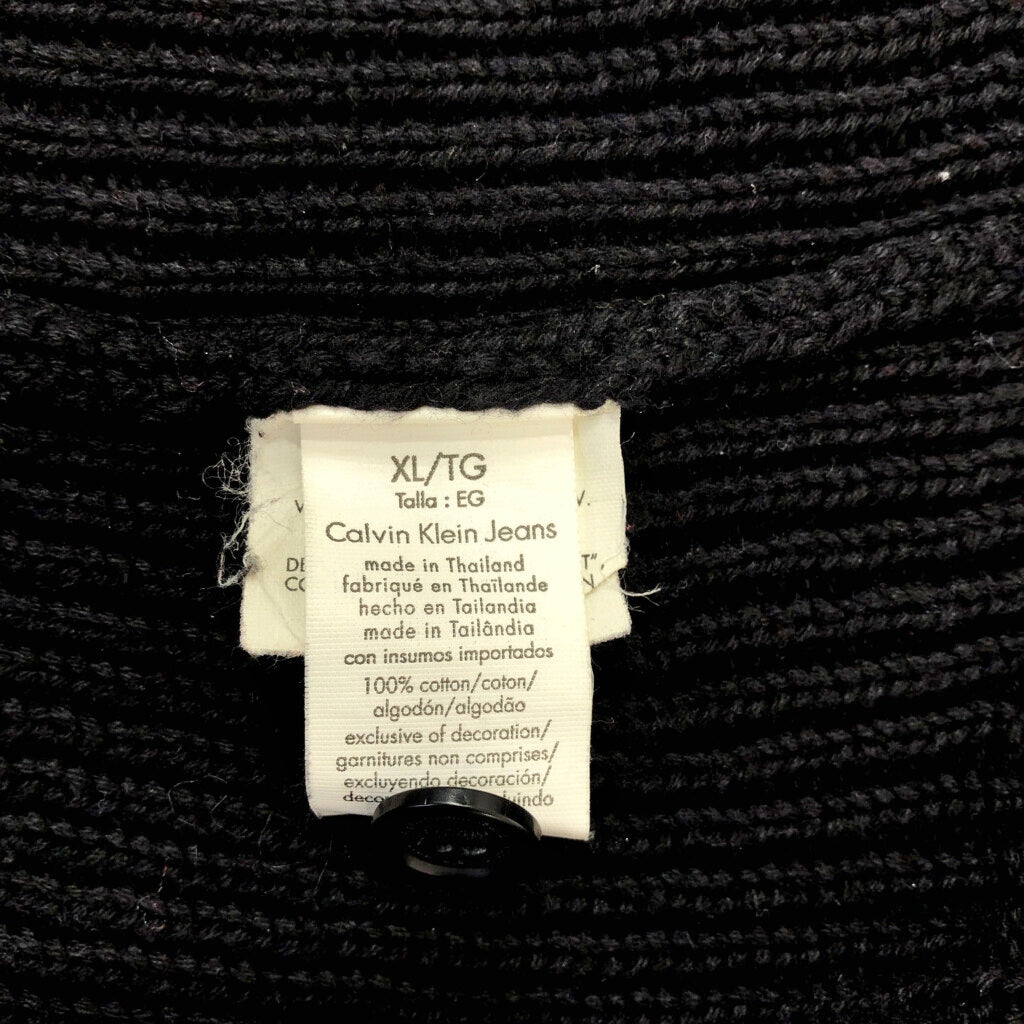 XL/TG
Talla : EG
Calvin Klein Jeans
made in Thailand
fabriqué en Thaïlande
hecho en Tailandia
made in Tailândia
con insumos importados
100% cotton/coton/
algodón/algodão
exclusive of decoration/
garnitures non comprises/
excluyendo decoración/